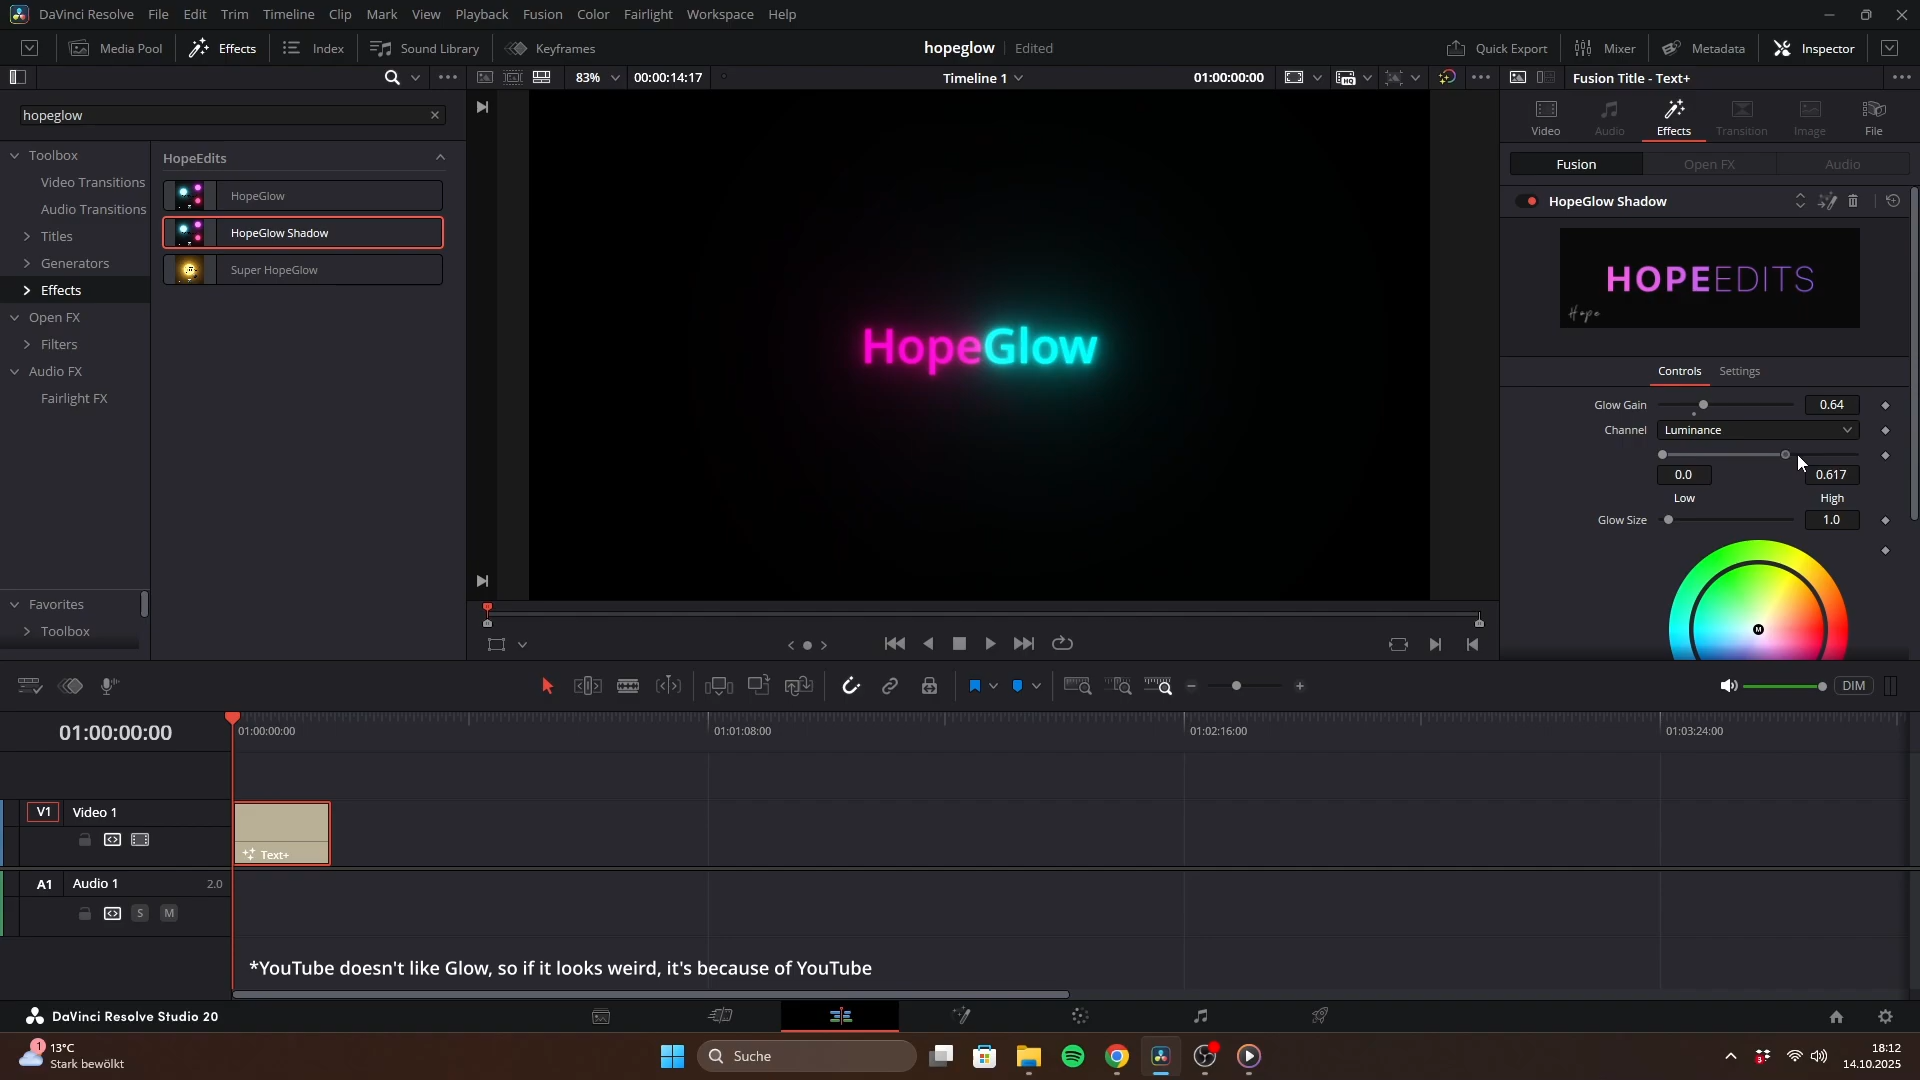 DaVinci Resolve File Edit Trim Timeline Clip Mark View Playback Fusion Color Fairlight Workspace Help
Media Pool Effects Index Sound Library Keyframes hopeglow Edited Quick Export Mixer Metadata Inspector
83% 00:00:14:17 Timeline 1 01:00:00:00 HQ Fusion Title - Text+
hopeglow
Video Audio Effects Transition Image File
Toolbox
Video Transitions
Audio Transitions
Titles
Generators
Effects
Open FX
Filters
Audio FX
Fairlight FX
Favorites
Toolbox
HopeEdits
HopeGlow
HopeGlow Shadow
Super HopeGlow
HopeGlow
Fusion Open FX Audio
HopeGlow Shadow
HOPEEDITS
Hope
Controls Settings
Glow Gain 0.64
Channel Luminance
0.0 0.617
Low High
Glow Size 1.0
M
DIM
01:00:00:00
01:00:00:00 01:01:08:00 01:02:16:00 01:03:24:00
V1 Video 1
Text+
A1 Audio 1 2.0
S M
*YouTube doesn't like Glow, so if it looks weird, it's because of YouTube
DaVinci Resolve Studio 20
1
13°C
Stark bewölkt
Suche
3
18:12
14.10.2025